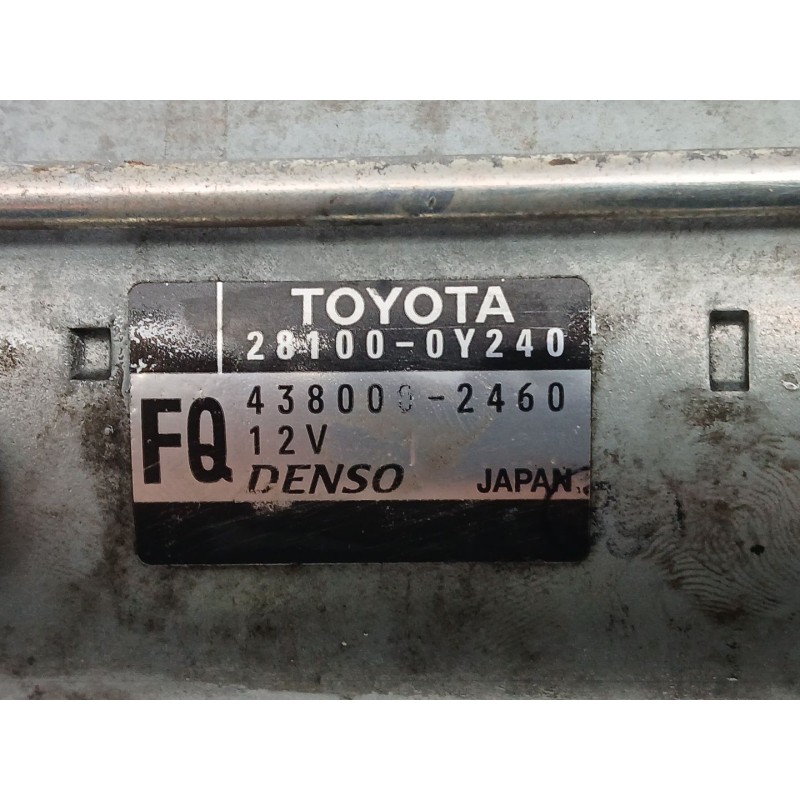 TOYOTA
28100-0Y240
FQ
438000-2460
12V
DENSO JAPAN